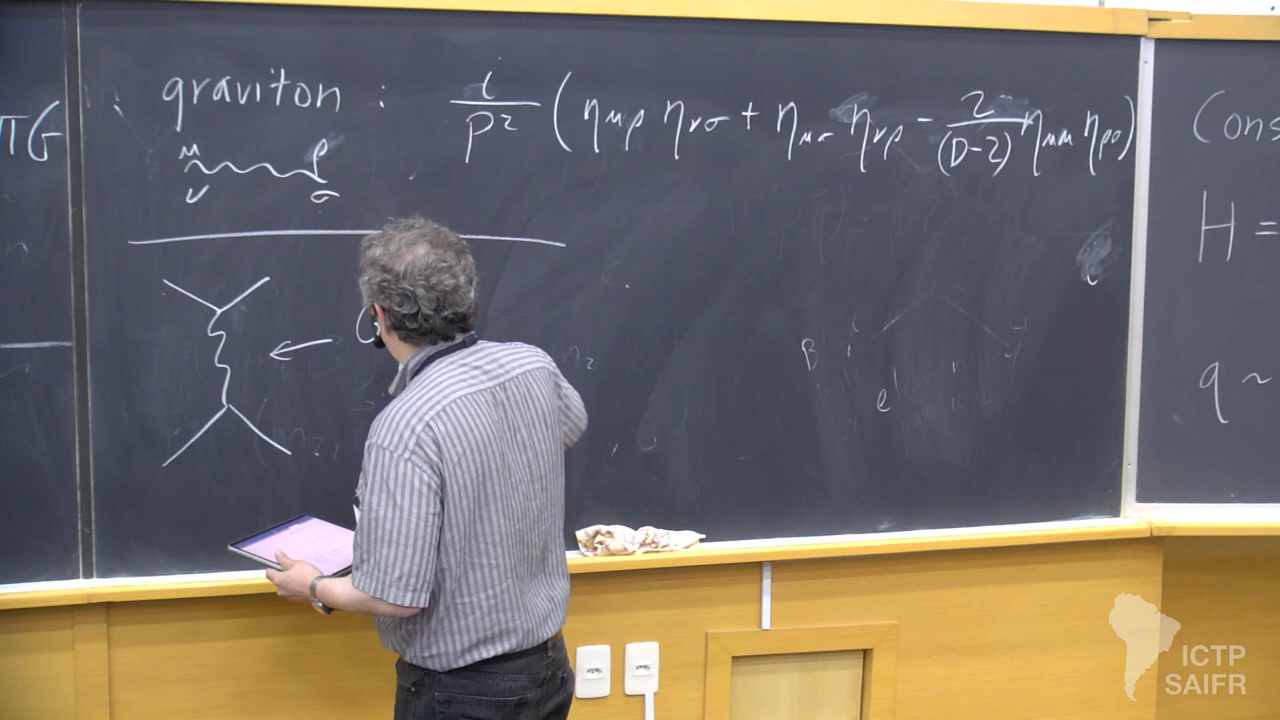 πG
graviton : i/p² (η_μρ η_νσ + η_μσ η_νρ - 2/(D-2) η_μν η_ρσ)
μ ρ
ν σ
Cons
H =
q ~
B
e
ICTP
SAIFR